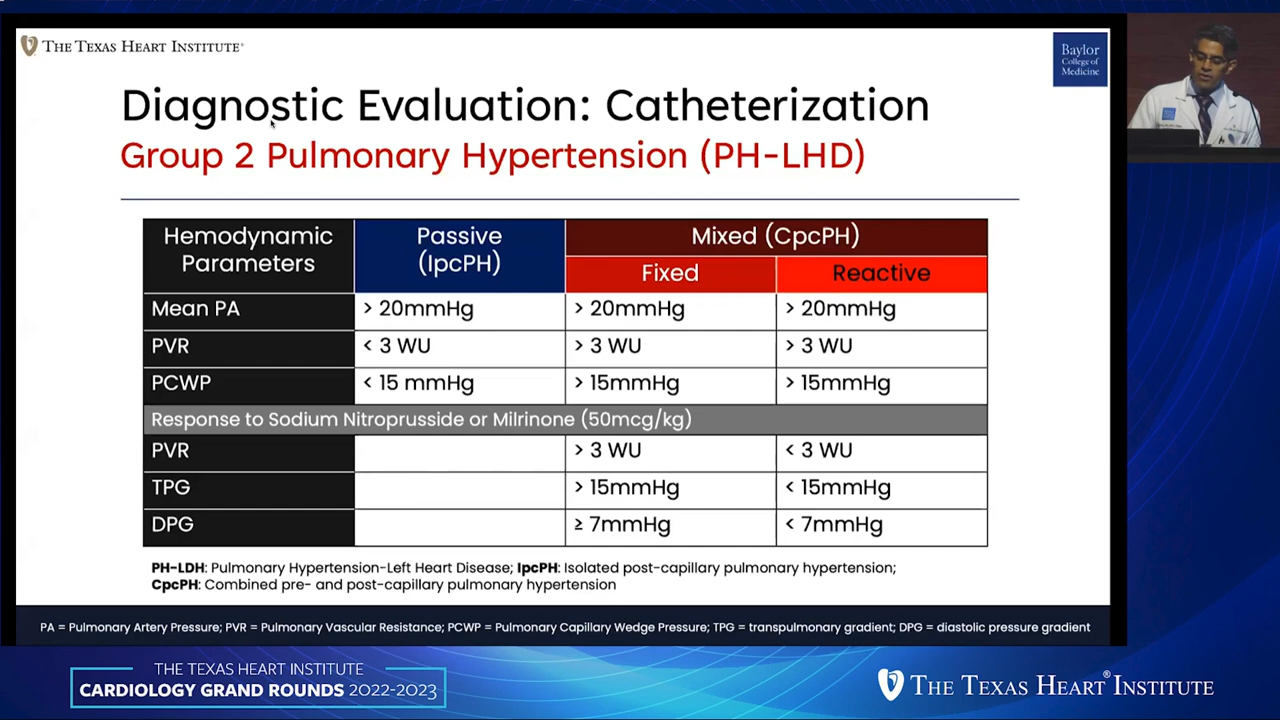 THE TEXAS HEART INSTITUTE®
Baylor
College of
Medicine
Diagnostic Evaluation: Catheterization
Group 2 Pulmonary Hypertension (PH-LHD)
Hemodynamic Parameters
Passive (IpcPH)
Mixed (CpcPH)
Fixed
Reactive
Mean PA > 20mmHg > 20mmHg > 20mmHg
PVR < 3 WU > 3 WU > 3 WU
PCWP < 15 mmHg > 15mmHg > 15mmHg
Response to Sodium Nitroprusside or Milrinone (50mcg/kg)
PVR > 3 WU < 3 WU
TPG > 15mmHg < 15mmHg
DPG ≥ 7mmHg < 7mmHg
PH-LDH: Pulmonary Hypertension-Left Heart Disease; IpcPH: Isolated post-capillary pulmonary hypertension;
CpcPH: Combined pre- and post-capillary pulmonary hypertension
PA = Pulmonary Artery Pressure; PVR = Pulmonary Vascular Resistance; PCWP = Pulmonary Capillary Wedge Pressure; TPG = transpulmonary gradient; DPG = diastolic pressure gradient
THE TEXAS HEART INSTITUTE
CARDIOLOGY GRAND ROUNDS 2022-2023
THE TEXAS HEART® INSTITUTE